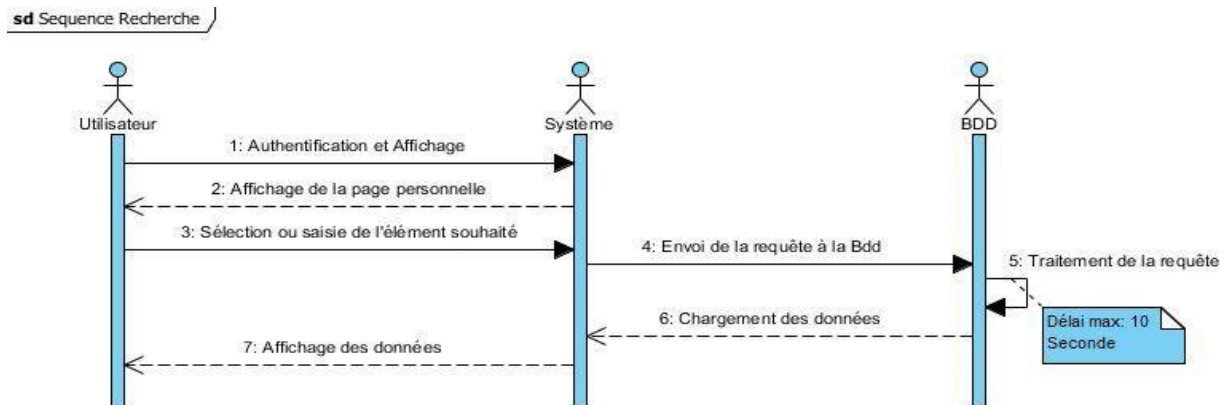 sd Sequence Recherche
Utilisateur
Système
BDD
1: Authentification et Affichage
2: Affichage de la page personnelle
3: Sélection ou saisie de l'élément souhaité
4: Envoi de la requête à la Bdd
5: Traitement de la requête
Délai max: 10
Seconde
6: Chargement des données
7: Affichage des données